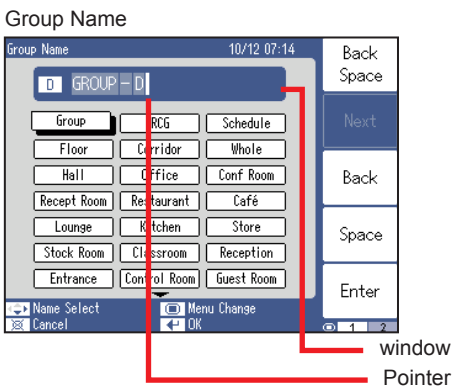 Group Name
Group Name 10/12 07:14
D GROUP–D
Group RCG Schedule
Floor Corridor Whole
Hall Office Conf Room
Recept Room Restaurant Café
Lounge Kitchen Store
Stock Room Classroom Reception
Entrance Control Room Guest Room
Name Select Menu Change
Cancel OK
Back Space
Next
Back
Space
Enter
1 2
window
Pointer